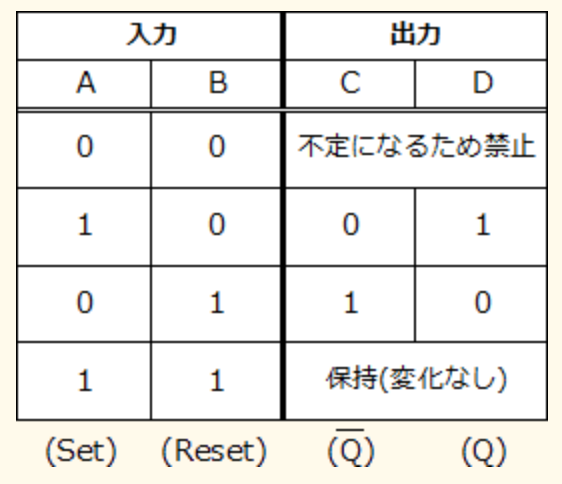 入力 出力
A B C D
0 0 不定になるため禁止
1 0 0 1
0 1 1 0
1 1 保持(変化なし)
(Set) (Reset) (Q̅) (Q)